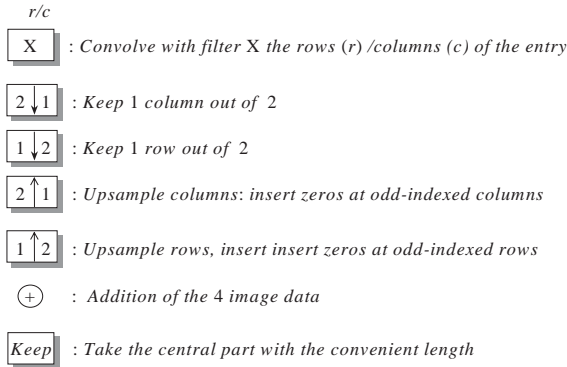 r/c
X : Convolve with filter X the rows (r) /columns (c) of the entry
2↓1 : Keep 1 column out of 2
1↓2 : Keep 1 row out of 2
2↑1 : Upsample columns: insert zeros at odd-indexed columns
1↑2 : Upsample rows, insert insert zeros at odd-indexed rows
+ : Addition of the 4 image data
Keep : Take the central part with the convenient length